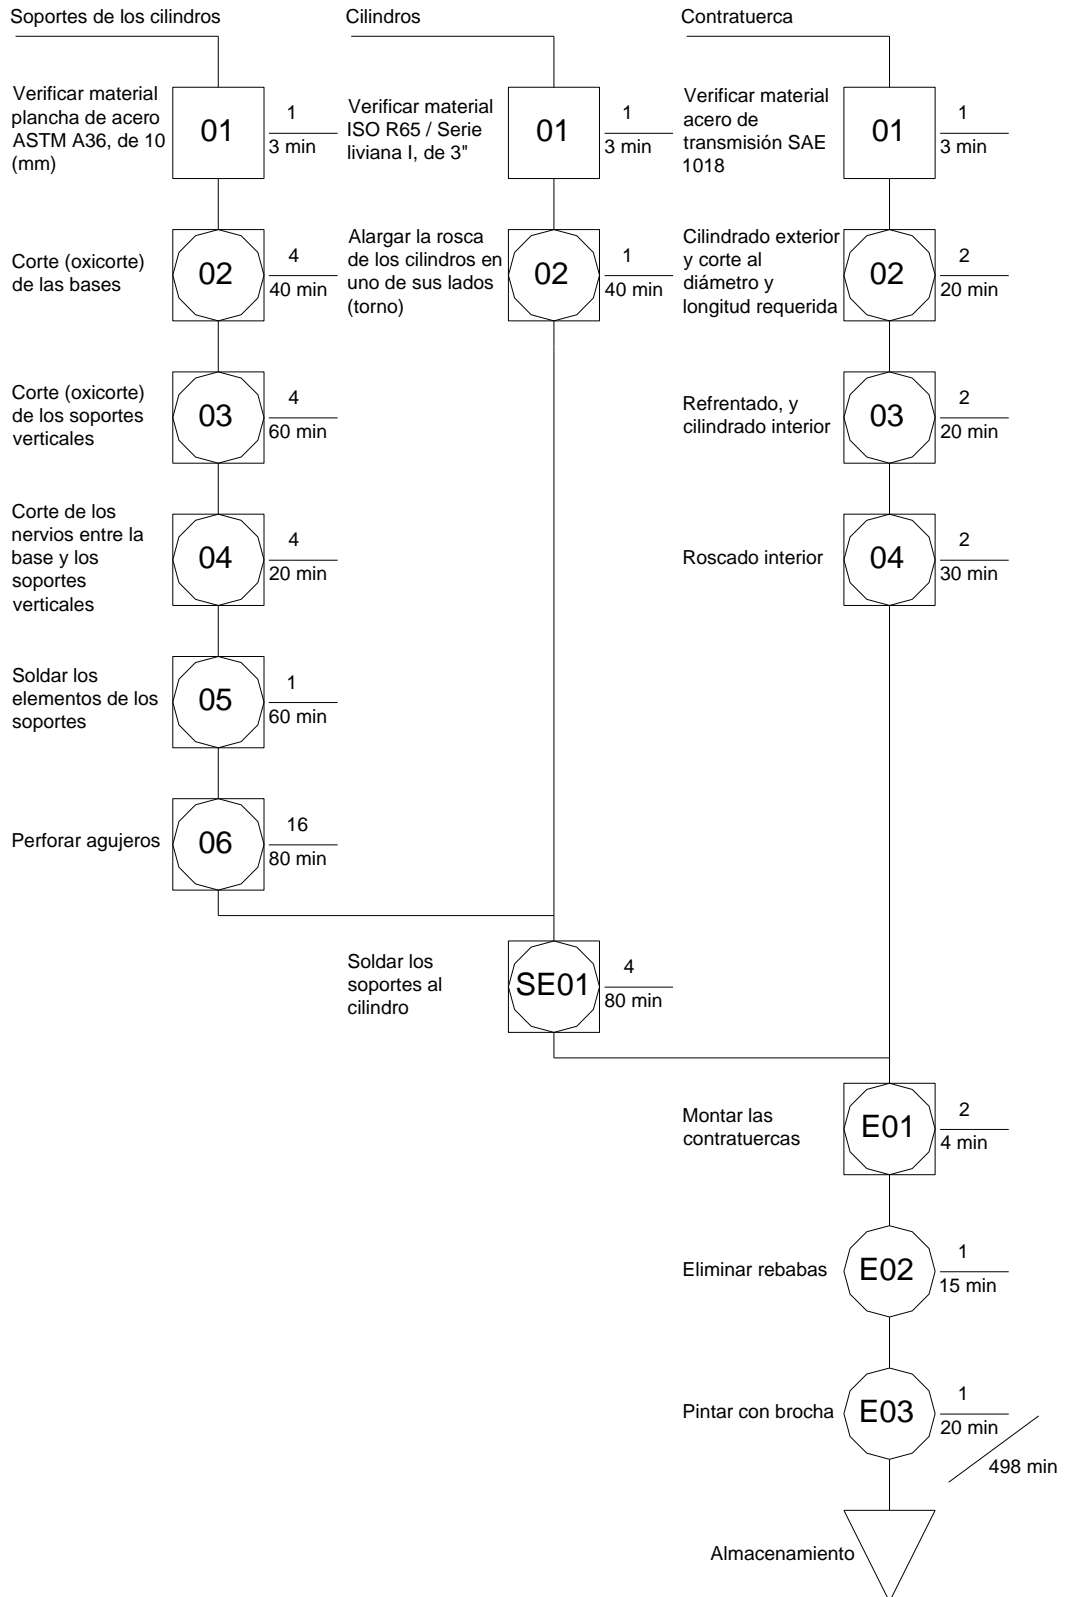 Soportes de los cilindros
Verificar material
plancha de acero
ASTM A36, de 10
(mm)
01
1
3 min
Corte (oxicorte)
de las bases
02
4
40 min
Corte (oxicorte)
de los soportes
verticales
03
4
60 min
Corte de los
nervios entre la
base y los
soportes
verticales
04
4
20 min
Soldar los
elementos de los
soportes
05
1
60 min
Perforar agujeros
06
16
80 min
Cilindros
Verificar material
ISO R65 / Serie
liviana I, de 3"
01
1
3 min
Alargar la rosca
de los cilindros en
uno de sus lados
(torno)
02
1
40 min
Soldar los
soportes al
cilindro
SE01
4
80 min
Contratuerca
Verificar material
acero de
transmisión SAE
1018
01
1
3 min
Cilindrado exterior
y corte al
diámetro y
longitud requerida
02
2
20 min
Refrentado, y
cilindrado interior
03
2
20 min
Roscado interior
04
2
30 min
Montar las
contratuercas
E01
2
4 min
Eliminar rebabas
E02
1
15 min
Pintar con brocha
E03
1
20 min
498 min
Almacenamiento